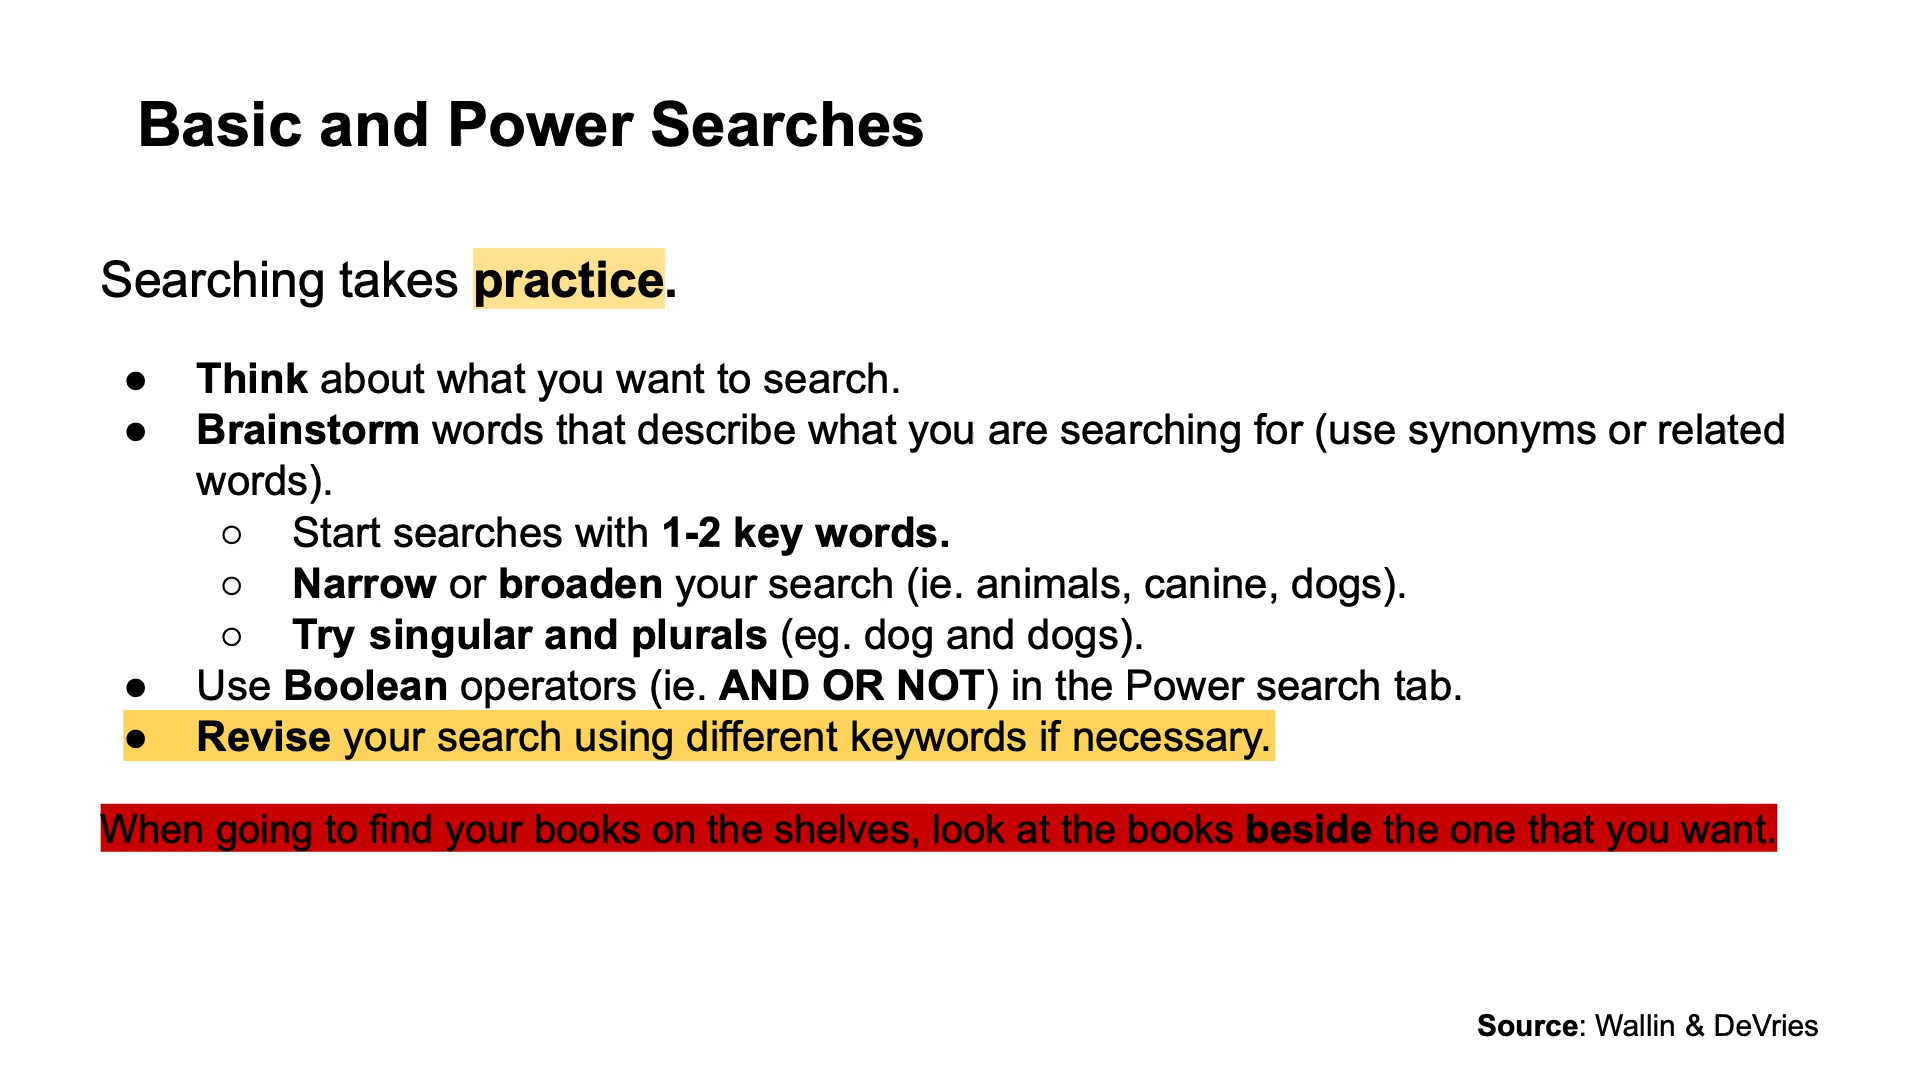 Basic and Power Searches
Searching takes practice.
● Think about what you want to search.
● Brainstorm words that describe what you are searching for (use synonyms or related
words).
○ Start searches with 1-2 key words.
○ Narrow or broaden your search (ie. animals, canine, dogs).
○ Try singular and plurals (eg. dog and dogs).
● Use Boolean operators (ie. AND OR NOT) in the Power search tab.
● Revise your search using different keywords if necessary.
When going to find your books on the shelves, look at the books beside the one that you want.
Source: Wallin & DeVries